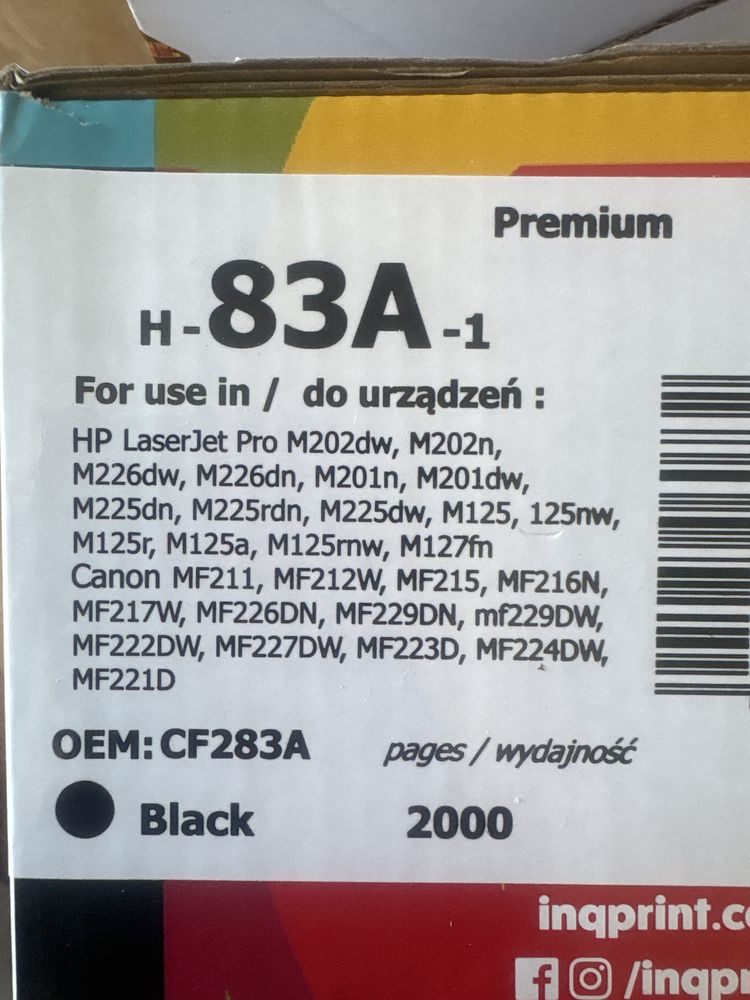 Premium
H-83A-1
For use in / do urządzeń :
HP LaserJet Pro M202dw, M202n,
M226dw, M226dn, M201n, M201dw,
M225dn, M225rdn, M225dw, M125, 125nw,
M125r, M125a, M125rnw, M127fn
Canon MF211, MF212W, MF215, MF216N,
MF217W, MF226DN, MF229DN, mf229DW,
MF222DW, MF227DW, MF223D, MF224DW,
MF221D
OEM: CF283A
pages / wydajność
Black
2000
inqprint.c
/inqp